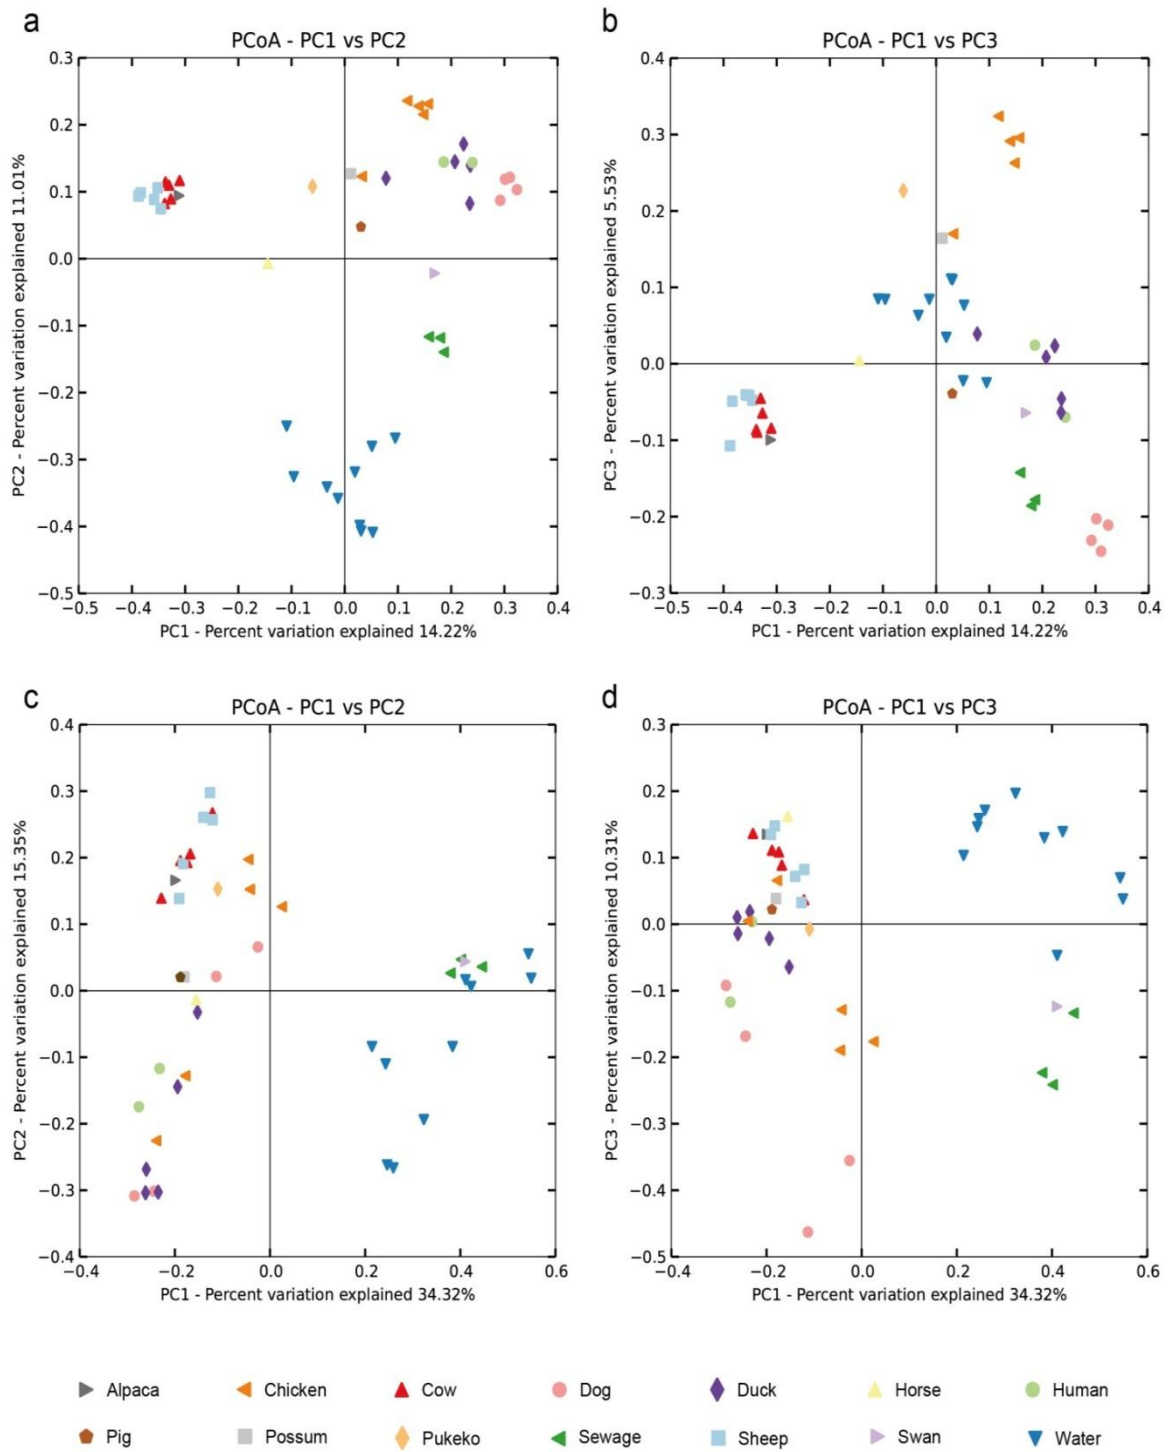 a
PCoA - PC1 vs PC2
0.3
0.2
0.1
0.0
−0.1
−0.2
−0.3
−0.4
−0.5
PC2 - Percent variation explained 11.01%
−0.5 −0.4 −0.3 −0.2 −0.1 0.0 0.1 0.2 0.3 0.4
PC1 - Percent variation explained 14.22%
b
PCoA - PC1 vs PC3
0.4
0.3
0.2
0.1
0.0
−0.1
−0.2
−0.3
PC3 - Percent variation explained 5.53%
−0.5 −0.4 −0.3 −0.2 −0.1 0.0 0.1 0.2 0.3 0.4
PC1 - Percent variation explained 14.22%
c
PCoA - PC1 vs PC2
0.4
0.3
0.2
0.1
0.0
−0.1
−0.2
−0.3
−0.4
PC2 - Percent variation explained 15.35%
−0.4 −0.2 0.0 0.2 0.4 0.6
PC1 - Percent variation explained 34.32%
d
PCoA - PC1 vs PC3
0.3
0.2
0.1
0.0
−0.1
−0.2
−0.3
−0.4
−0.5
PC3 - Percent variation explained 10.31%
−0.4 −0.2 0.0 0.2 0.4 0.6
PC1 - Percent variation explained 34.32%
Alpaca Chicken Cow Dog Duck Horse Human
Pig Possum Pukeko Sewage Sheep Swan Water